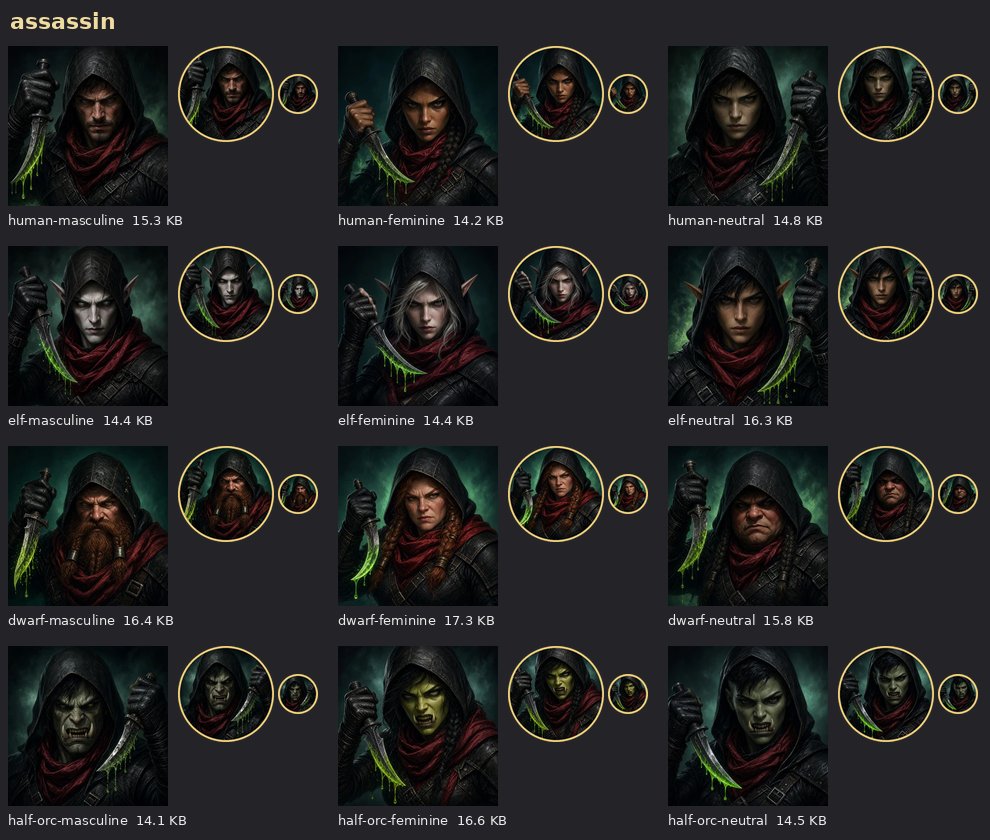 assassin
human-masculine 15.3 KB
human-feminine 14.2 KB
human-neutral 14.8 KB
elf-masculine 14.4 KB
elf-feminine 14.4 KB
elf-neutral 16.3 KB
dwarf-masculine 16.4 KB
dwarf-feminine 17.3 KB
dwarf-neutral 15.8 KB
half-orc-masculine 14.1 KB
half-orc-feminine 16.6 KB
half-orc-neutral 14.5 KB